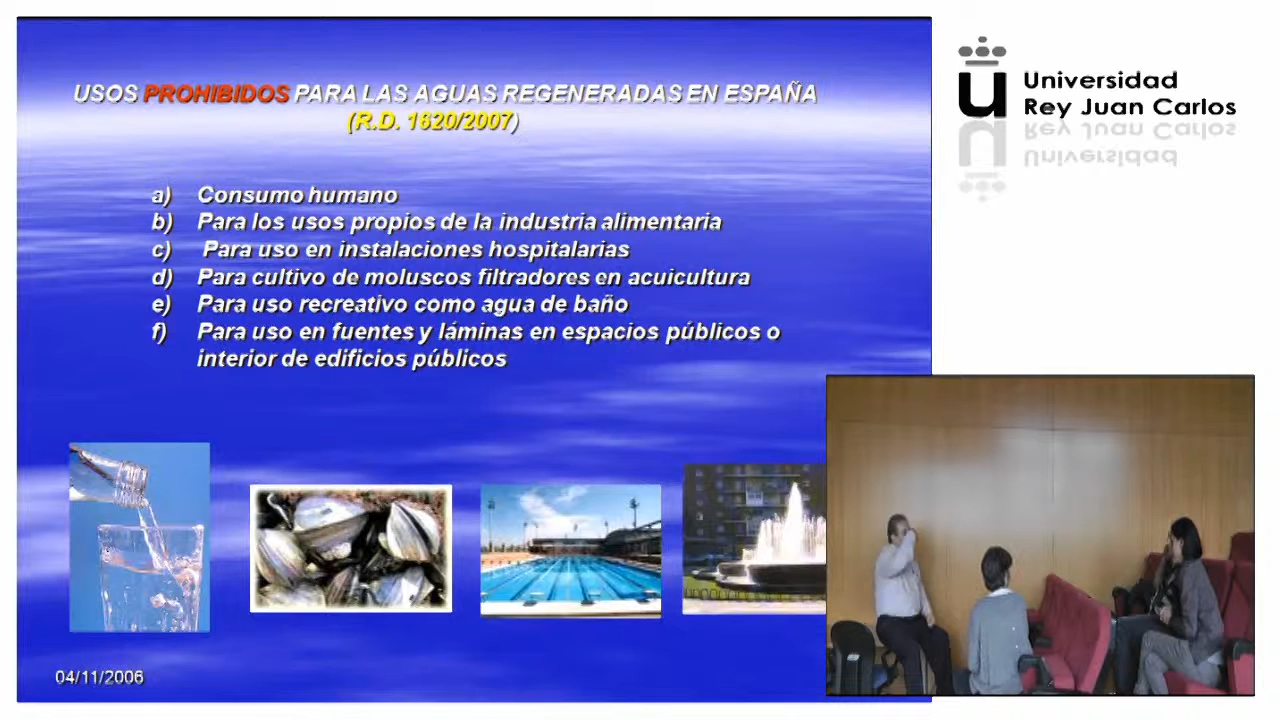 USOS PROHIBIDOS PARA LAS AGUAS REGENERADAS EN ESPAÑA
(R.D. 1620/2007)
a) Consumo humano
b) Para los usos propios de la industria alimentaria
c) Para uso en instalaciones hospitalarias
d) Para cultivo de moluscos filtradores en acuicultura
e) Para uso recreativo como agua de baño
f) Para uso en fuentes y láminas en espacios públicos o
interior de edificios públicos
04/11/2006
u Universidad
Rey Juan Carlos